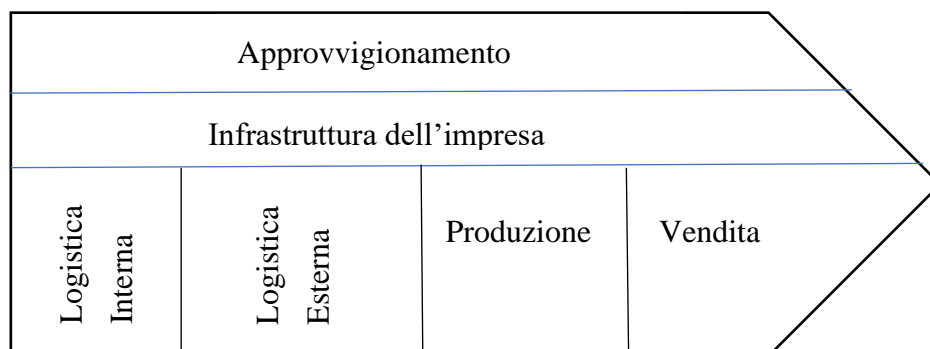 Approvvigionamento
Infrastruttura dell’impresa
Logistica
Interna
Logistica
Esterna
Produzione
Vendita